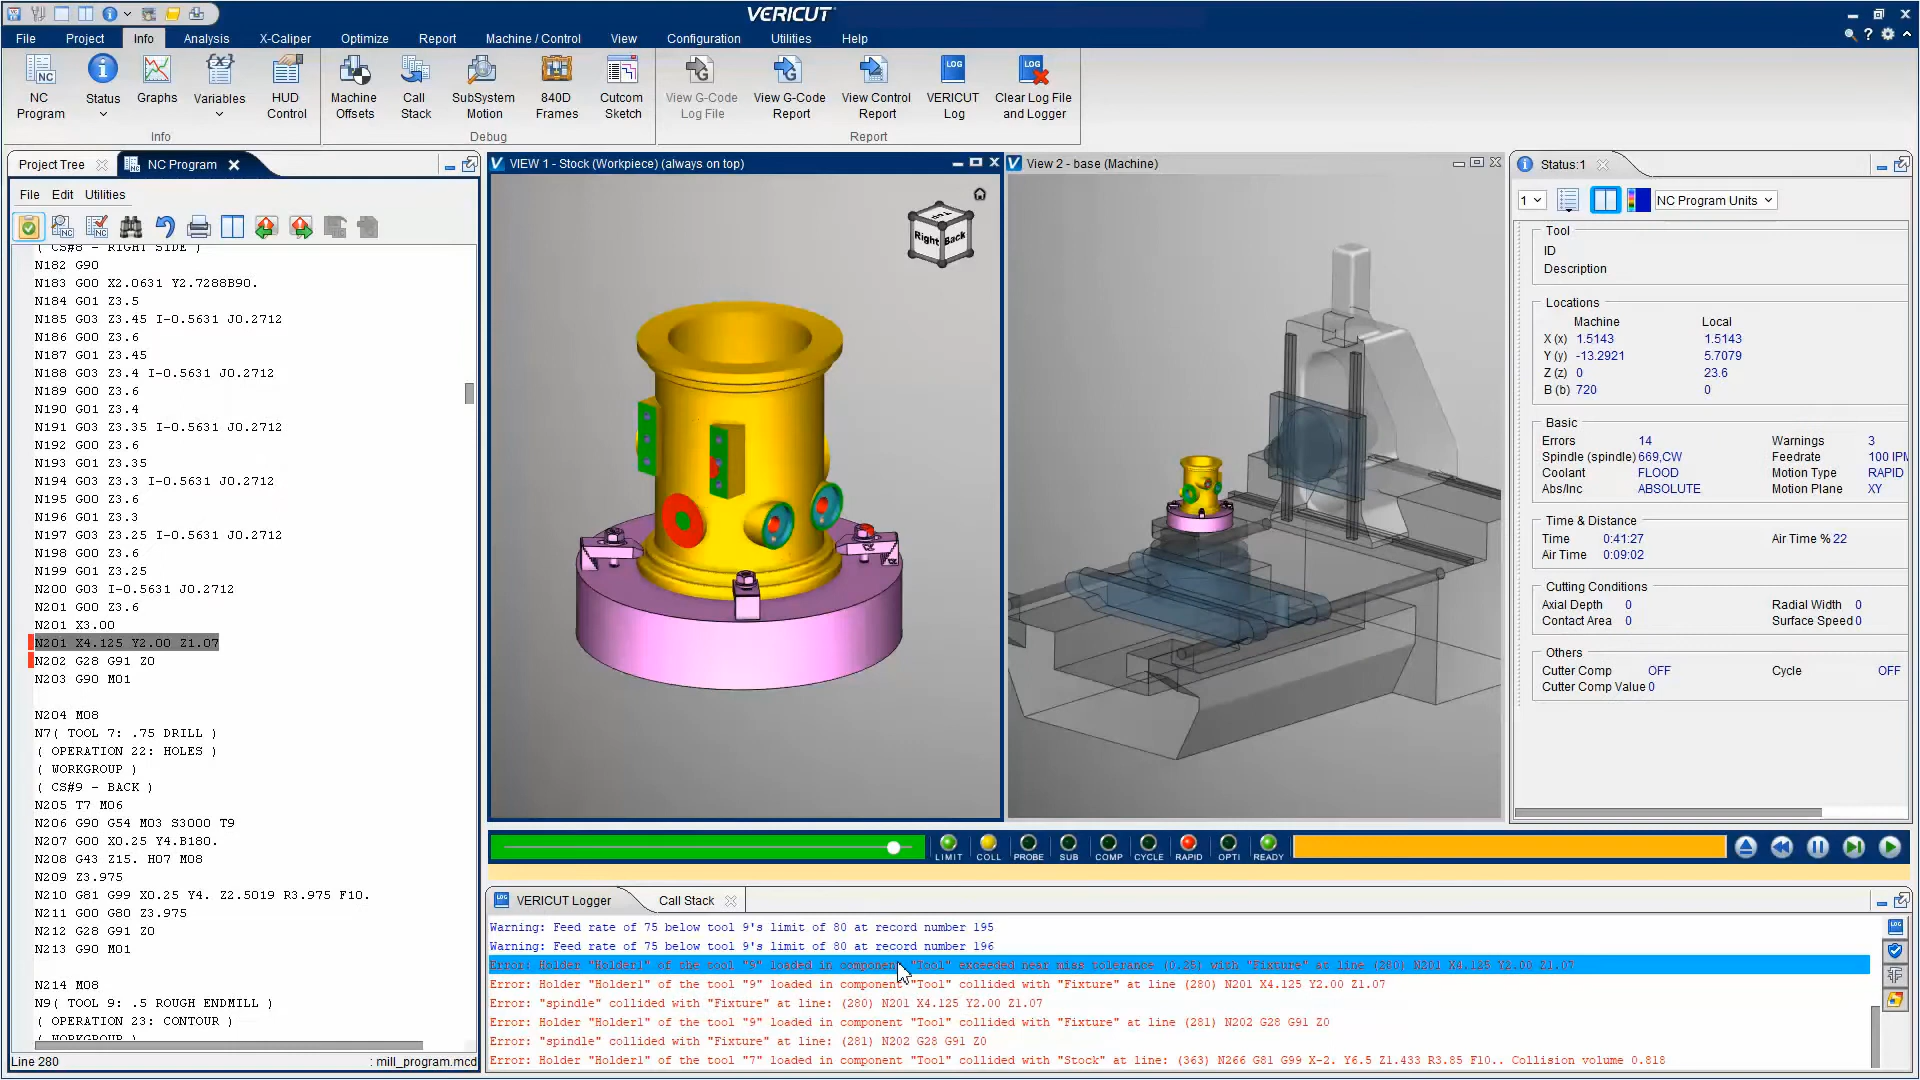 VERICUT
File Project Info Analysis X-Caliper Optimize Report Machine / Control View Configuration Utilities Help
NC Program
Status
Graphs
Variables
HUD Control
Machine Offsets
Call Stack
SubSystem Motion
840D Frames
Cutcom Sketch
View G-Code Log File
View G-Code Report
View Control Report
VERICUT Log
Clear Log File and Logger
Info
Debug
Report
Project Tree
NC Program
File Edit Utilities
( CS#8 - RIGHT SIDE )
N182 G90
N183 G00 X2.0631 Y2.7288B90.
N184 G01 Z3.5
N185 G03 Z3.45 I-0.5631 J0.2712
N186 G00 Z3.6
N187 G01 Z3.45
N188 G03 Z3.4 I-0.5631 J0.2712
N189 G00 Z3.6
N190 G01 Z3.4
N191 G03 Z3.35 I-0.5631 J0.2712
N192 G00 Z3.6
N193 G01 Z3.35
N194 G03 Z3.3 I-0.5631 J0.2712
N195 G00 Z3.6
N196 G01 Z3.3
N197 G03 Z3.25 I-0.5631 J0.2712
N198 G00 Z3.6
N199 G01 Z3.25
N200 G03 I-0.5631 J0.2712
N201 G00 Z3.6
N201 X3.00
N201 X4.125 Y2.00 Z1.07
N202 G28 G91 Z0
N203 G90 M01
N204 M08
N7( TOOL 7: .75 DRILL )
( OPERATION 22: HOLES )
( WORKGROUP )
( CS#9 - BACK )
N205 T7 M06
N206 G90 G54 M03 S3000 T9
N207 G00 X0.25 Y4.B180.
N208 G43 Z15. H07 M08
N209 Z3.975
N210 G81 G99 X0.25 Y4. Z2.5019 R3.975 F10.
N211 G00 G80 Z3.975
N212 G28 G91 Z0
N213 G90 M01
N214 M08
N9( TOOL 9: .5 ROUGH ENDMILL )
( OPERATION 23: CONTOUR )
( WORKGROUP )
Line 280 : mill_program.mcd
VIEW 1 - Stock (Workpiece) (always on top)
Top
Right Back
View 2 - base (Machine)
Status:1
1 NC Program Units
Tool
ID
Description
Locations
Machine Local
X (x) 1.5143 1.5143
Y (y) -13.2921 5.7079
Z (z) 0 23.6
B (b) 720 0
Basic
Errors 14 Warnings 3
Spindle (spindle) 669,CW Feedrate 100 IPM
Coolant FLOOD Motion Type RAPID
Abs/Inc ABSOLUTE Motion Plane XY
Time & Distance
Time 0:41:27 Air Time % 22
Air Time 0:09:02
Cutting Conditions
Axial Depth 0 Radial Width 0
Contact Area 0 Surface Speed 0
Others
Cutter Comp OFF Cycle OFF
Cutter Comp Value 0
LIMIT COLL PROBE SUB COMP CYCLE RAPID OPTI READY
VERICUT Logger
Call Stack
Warning: Feed rate of 75 below tool 9's limit of 80 at record number 195
Warning: Feed rate of 75 below tool 9's limit of 80 at record number 196
Error: Holder "Holder1" of the tool "9" loaded in component "Tool" exceeded near miss tolerance (0.25) with "Fixture" at line (280) N201 X4.125 Y2.00 Z1.07
Error: Holder "Holder1" of the tool "9" loaded in component "Tool" collided with "Fixture" at line (280) N201 X4.125 Y2.00 Z1.07
Error: "spindle" collided with "Fixture" at line: (280) N201 X4.125 Y2.00 Z1.07
Error: Holder "Holder1" of the tool "9" loaded in component "Tool" collided with "Fixture" at line (281) N202 G28 G91 Z0
Error: "spindle" collided with "Fixture" at line: (281) N202 G28 G91 Z0
Error: Holder "Holder1" of the tool "7" loaded in component "Tool" collided with "Stock" at line: (363) N266 G81 G99 X-2. Y6.5 Z1.433 R3.85 F10.. Collision volume 0.818